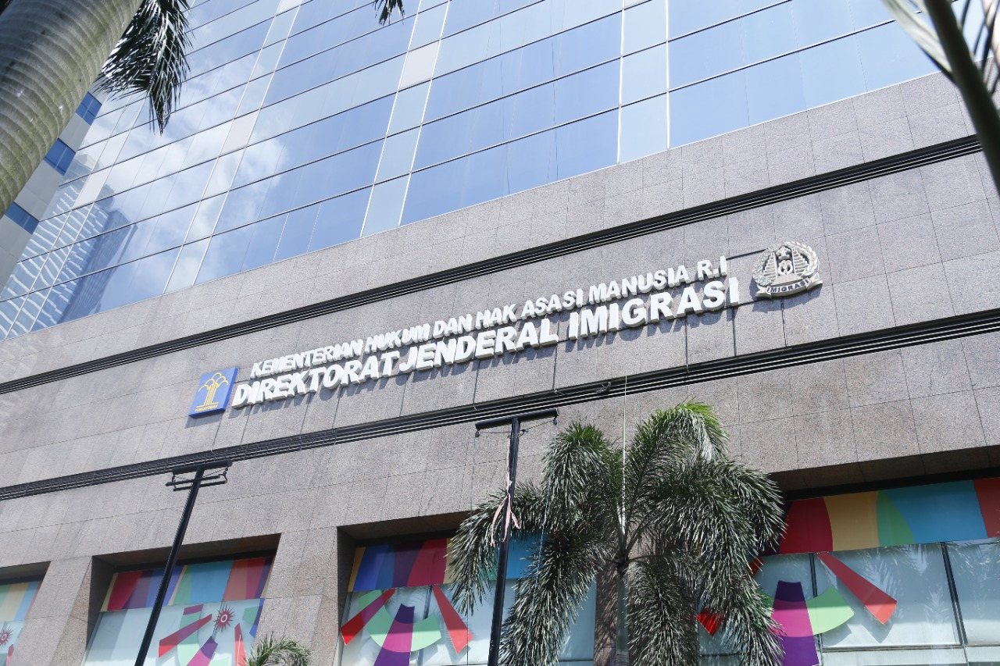 KEMENTERIAN HUKUM DAN HAK ASASI MANUSIA R.I
DIREKTORAT JENDERAL IMIGRASI
IMIGRASI